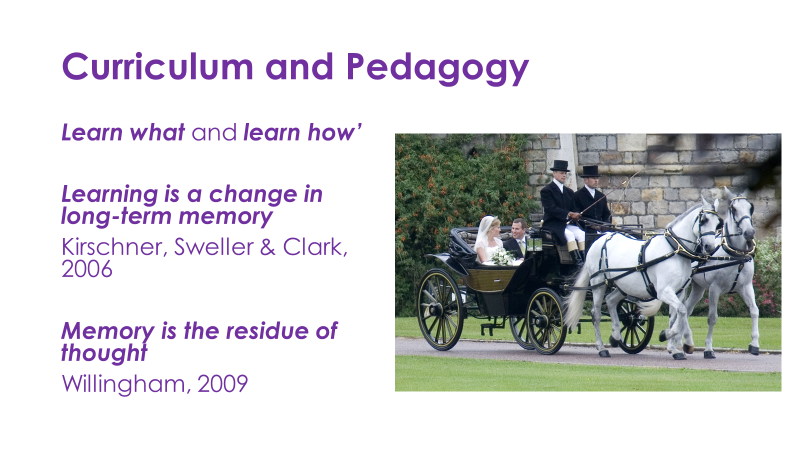 Curriculum and Pedagogy
Learn what and learn how’
Learning is a change in
long-term memory
Kirschner, Sweller & Clark,
2006
Memory is the residue of
thought
Willingham, 2009